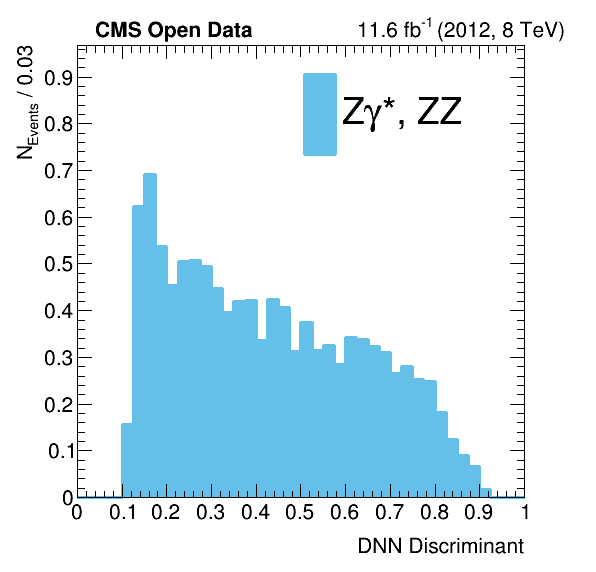 CMS Open Data 11.6 fb⁻¹ (2012, 8 TeV)
N_Events / 0.03
Zγ*, ZZ
0.9
0.8
0.7
0.6
0.5
0.4
0.3
0.2
0.1
0
0 0.1 0.2 0.3 0.4 0.5 0.6 0.7 0.8 0.9 1
DNN Discriminant